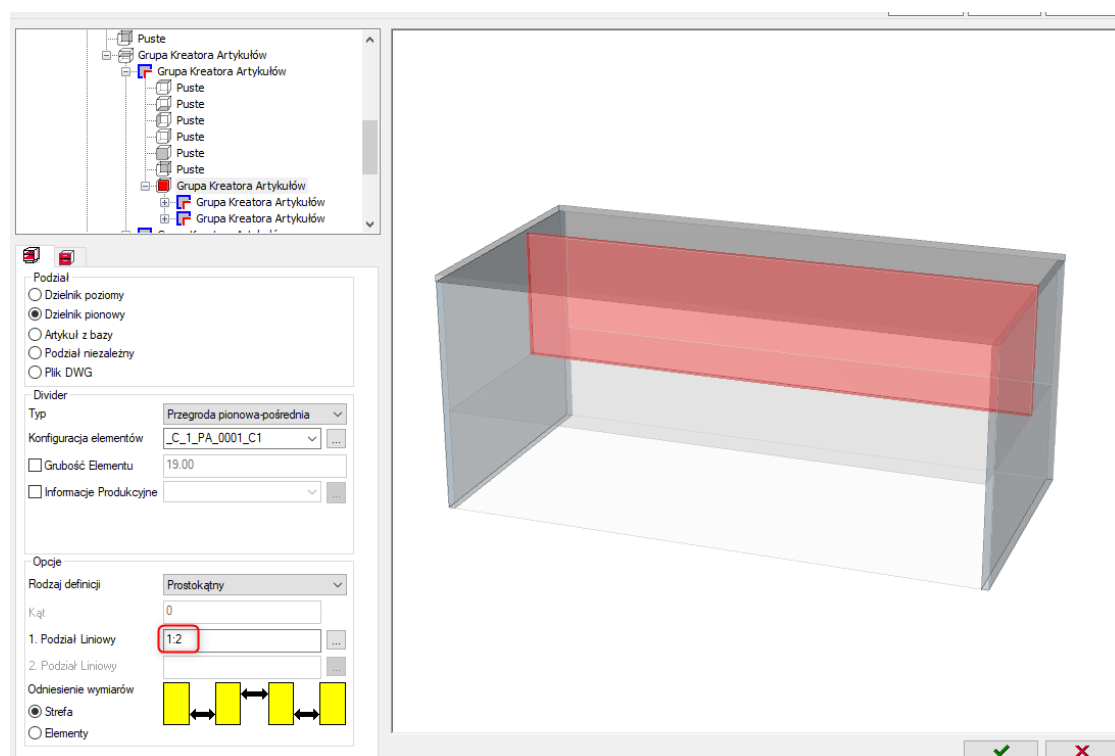 Puste
Grupa Kreatora Artykułów
Grupa Kreatora Artykułów
Puste
Puste
Puste
Puste
Puste
Puste
Grupa Kreatora Artykułów
Grupa Kreatora Artykułów
Grupa Kreatora Artykułów
Podział
Dzielnik poziomy
Dzielnik pionowy
Artykuł z bazy
Podział niezależny
Plik DWG
Divider
Typ Przegroda pionowa-pośrednia
Konfiguracja elementów _C_1_PA_0001_C1 ...
Grubość Elementu 19.00
Informacje Produkcyjne ...
Opcje
Rodzaj definicji Prostokątny
Kąt 0
1. Podział Liniowy 1:2 ...
2. Podział Liniowy ...
Odniesienie wymiarów
Strefa
Elementy